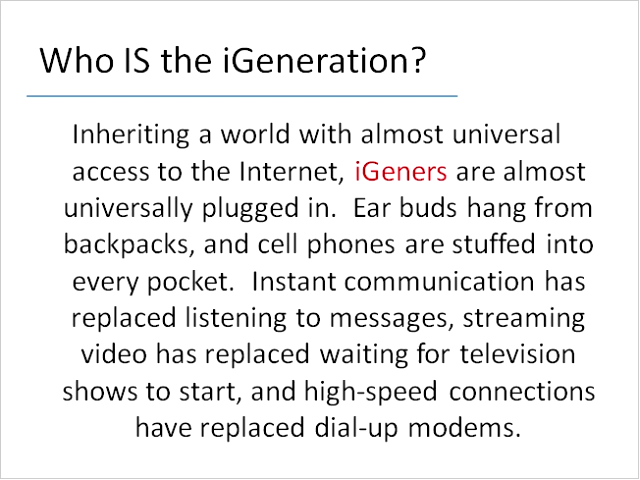 Who IS the iGeneration?
Inheriting a world with almost universal
access to the Internet, iGeners are almost
universally plugged in.  Ear buds hang from
backpacks, and cell phones are stuffed into
every pocket.  Instant communication has
replaced listening to messages, streaming
video has replaced waiting for television
shows to start, and high-speed connections
have replaced dial-up modems.